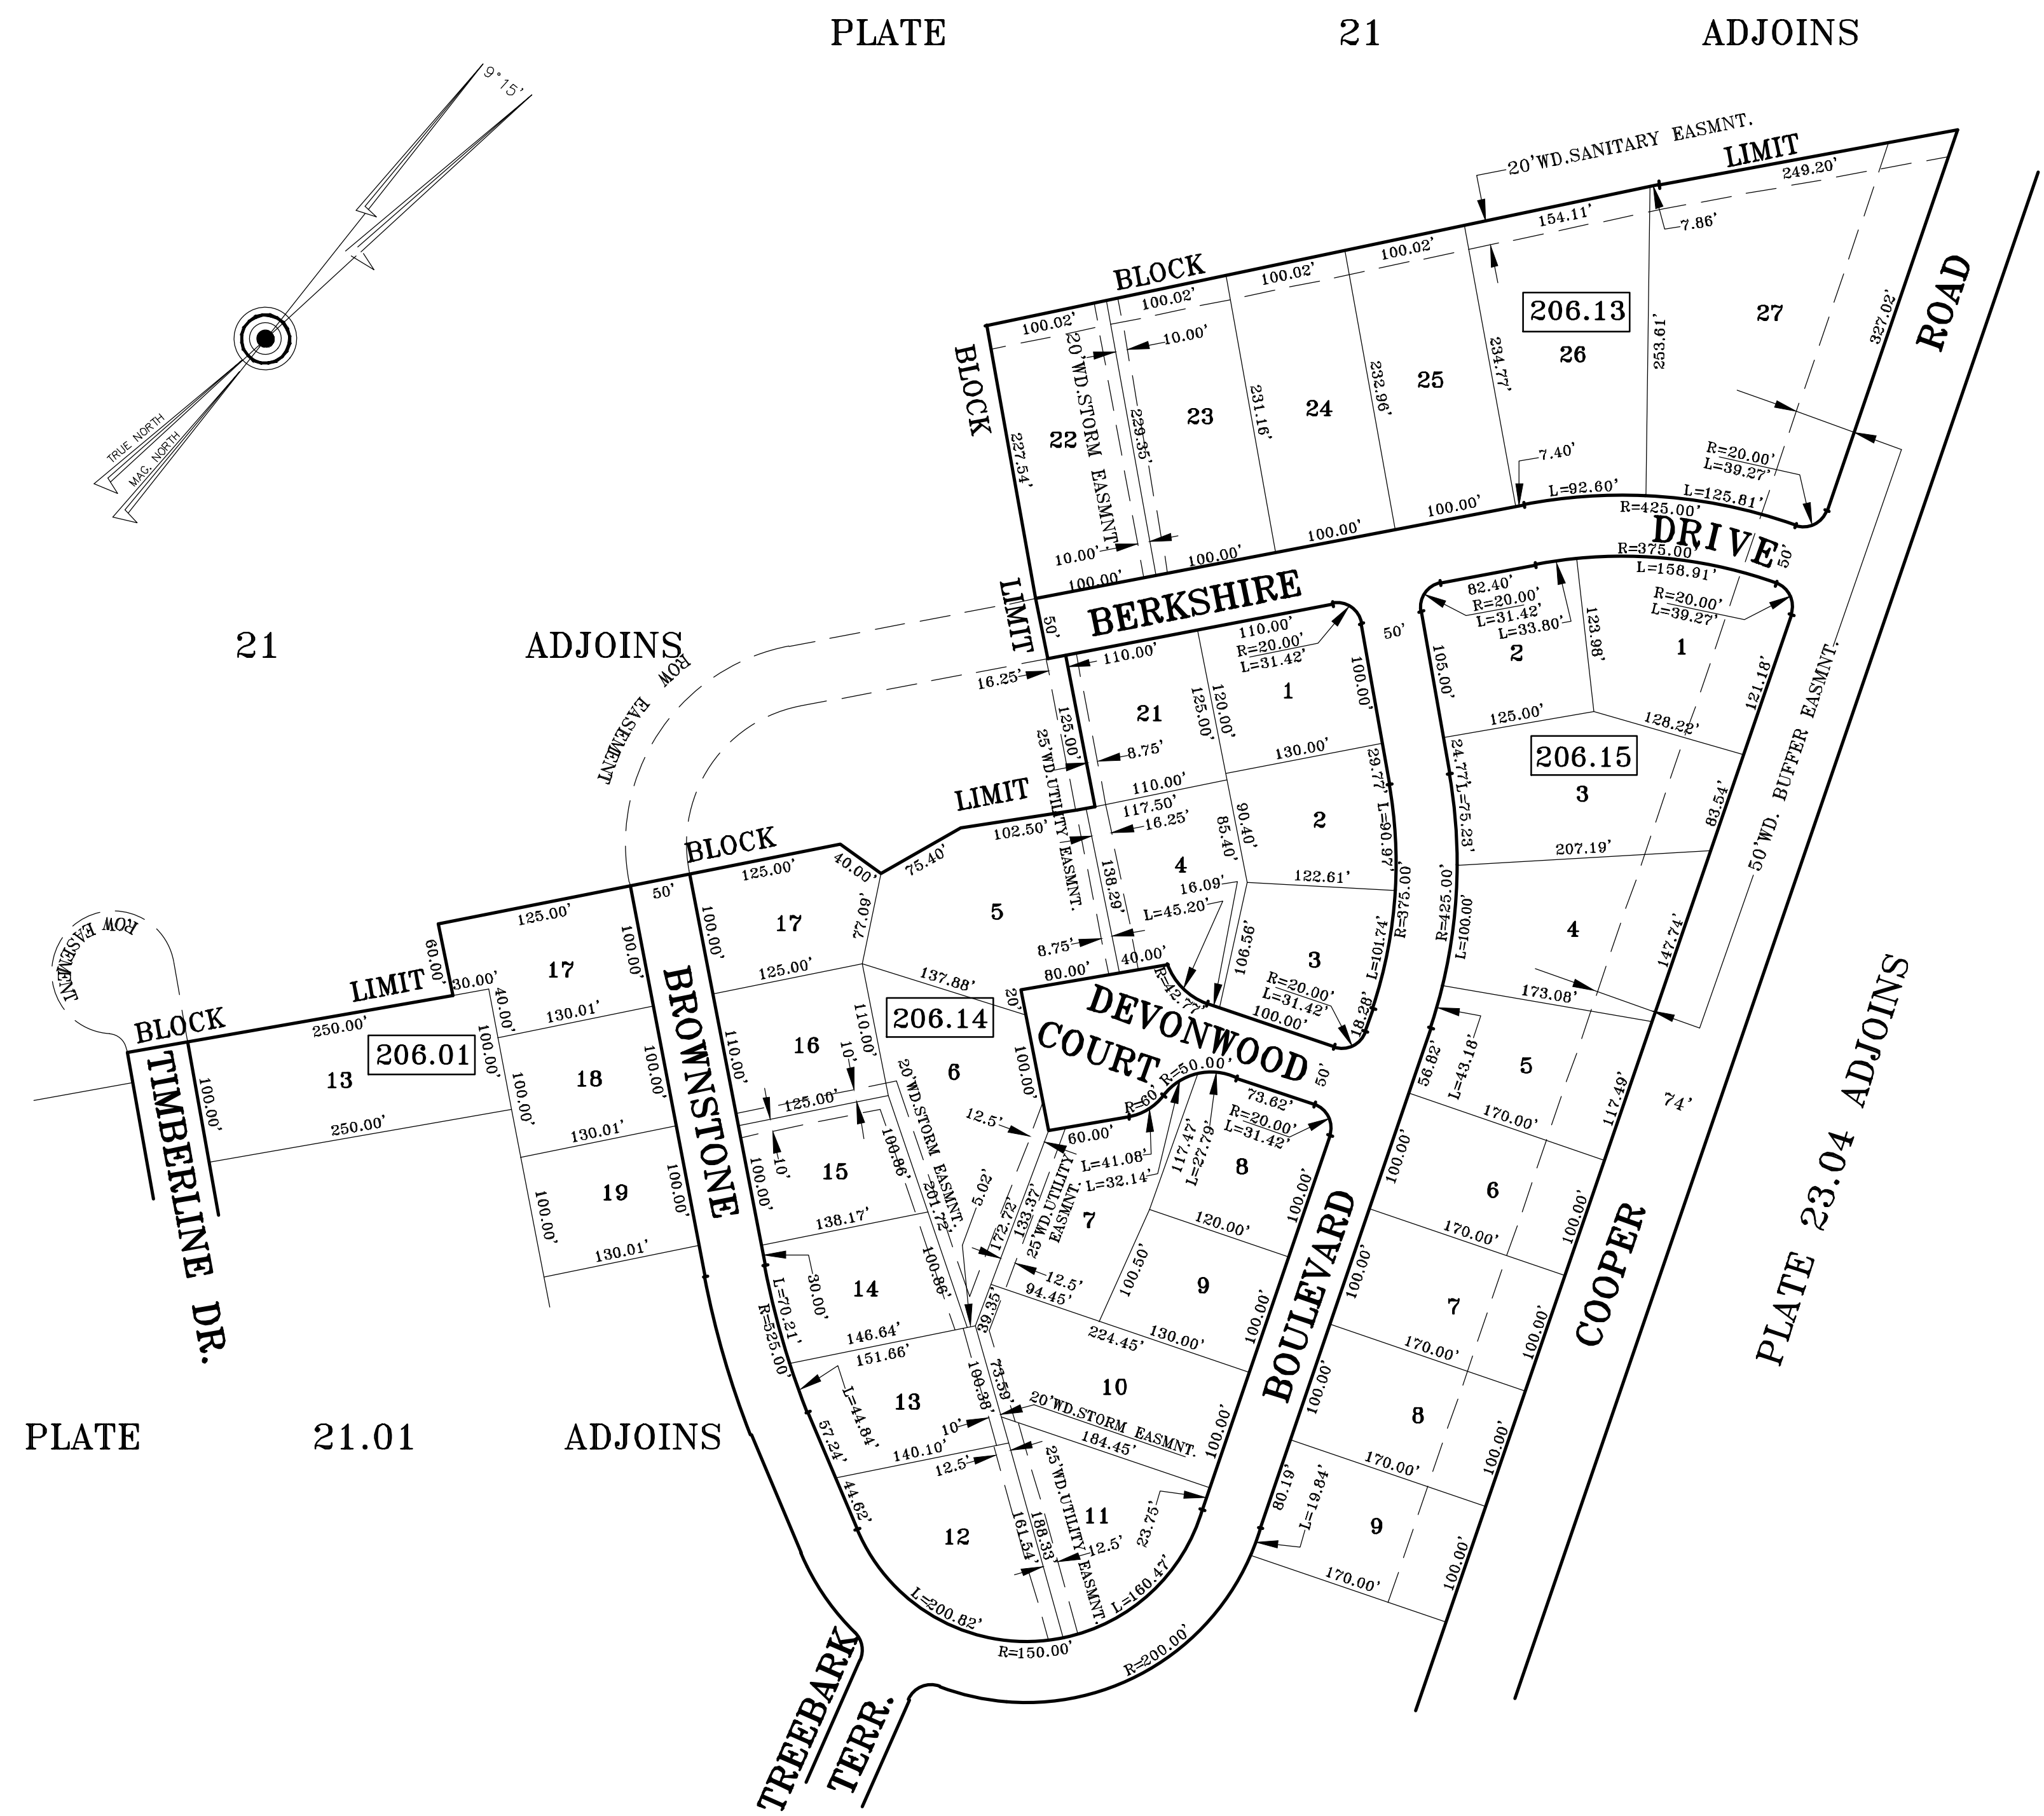 PLATE 21 ADJOINS
9°15'
TRUE NORTH
MAG. NORTH
20'WD.SANITARY EASMNT.
BLOCK LIMIT
249.20'
154.11'
7.86'
100.02'
100.02'
100.02'
100.02'
100.02'
206.13
BLOCK
LIMIT
227.54'
22
20'WD.STORM EASMNT.
10.00'
229.35'
23
231.16'
24
232.96'
25
234.77'
26
253.61'
27
327.02'
ROAD
10.00'
100.00'
100.00'
100.00'
100.00'
7.40'
L=92.60'
R=425.00'
L=125.81'
R=20.00'
L=39.27'
BERKSHIRE
DRIVE
50'
50'
50'
21 ADJOINS
ROW EASEMENT
16.25'
110.00'
110.00'
R=20.00'
L=31.42'
125.00'
21
125.00'
120.00'
1
100.00'
8.75'
25'WD.UTILITY EASMNT.
110.00'
130.00'
29.77'
117.50'
16.25'
90.40'
85.40'
2
L=90.97'
138.29'
4
16.09'
122.61'
R=375.00'
L=45.20'
8.75'
106.56'
3
L=101.74'
40.00'
R=42.77'
R=20.00'
L=31.42'
100.00'
18.28'
82.40'
R=20.00'
L=31.42'
L=33.80'
R=375.00'
L=158.91'
R=20.00'
L=39.27'
105.00'
2
123.98'
1
121.18'
125.00'
128.22'
206.15
24.77'
L=75.23'
3
83.54'
207.19'
R=425.00'
L=100.00'
4
147.74'
50'WD. BUFFER EASMNT.
173.08'
56.82'
L=43.18'
5
117.49'
74'
170.00'
100.00'
6
100.00'
170.00'
100.00'
7
100.00'
170.00'
100.00'
8
100.00'
170.00'
80.19'
L=19.84'
9
100.00'
170.00'
COOPER
PLATE 23.04 ADJOINS
BLOCK LIMIT
125.00'
40.00'
75.40'
102.50'
50'
100.00'
17
77.09'
5
125.00'
137.88'
80.00'
20'
206.14
DEVONWOOD
COURT
100.00'
110.00'
16
110.00'
10'
6
20'WD.STORM EASMNT.
125.00'
10'
12.5'
60.00'
R=60'
R=50.00'
73.62'
50'
R=20.00'
L=31.42'
L=41.08'
L=32.14'
117.47'
L=27.79'
8
100.00'
120.00'
15
100.00'
100.86'
201.72'
5.02'
172.72'
133.37'
25'WD.UTILITY
EASMNT.
7
138.17'
100.86'
12.5'
94.45'
100.50'
9
100.00'
130.00'
224.45'
30.00'
L=70.21'
R=525.00'
14
39.35'
146.64'
151.66'
L=44.84'
13
100.38'
73.59'
10
100.00'
20'WD.STORM EASMNT.
184.45'
10'
57.24'
140.10'
12.5'
25'WD.UTILITY EASMNT.
44.62'
12
161.54'
188.33'
11
12.5'
23.75'
L=200.82'
L=160.47'
R=150.00'
R=200.00'
BOULEVARD
BROWNSTONE
ROW EASEMENT
BLOCK LIMIT
60.00'
125.00'
30.00'
250.00'
206.01
13
100.00'
250.00'
17
100.00'
40.00'
130.01'
100.00'
18
100.00'
100.00'
130.01'
19
100.00'
100.00'
130.01'
TIMBERLINE DR.
PLATE 21.01 ADJOINS
TREEBARK
TERR.